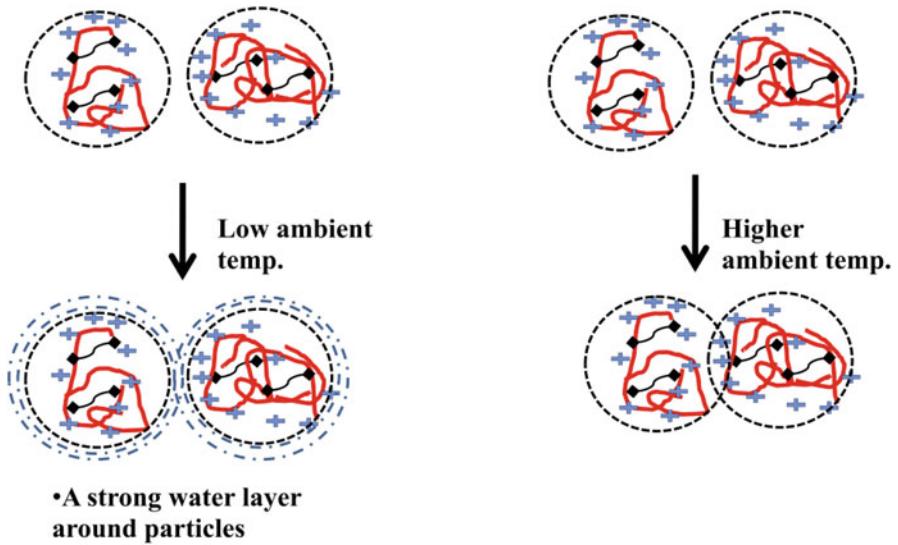 Low ambient
temp.
Higher
ambient temp.
•A strong water layer
around particles